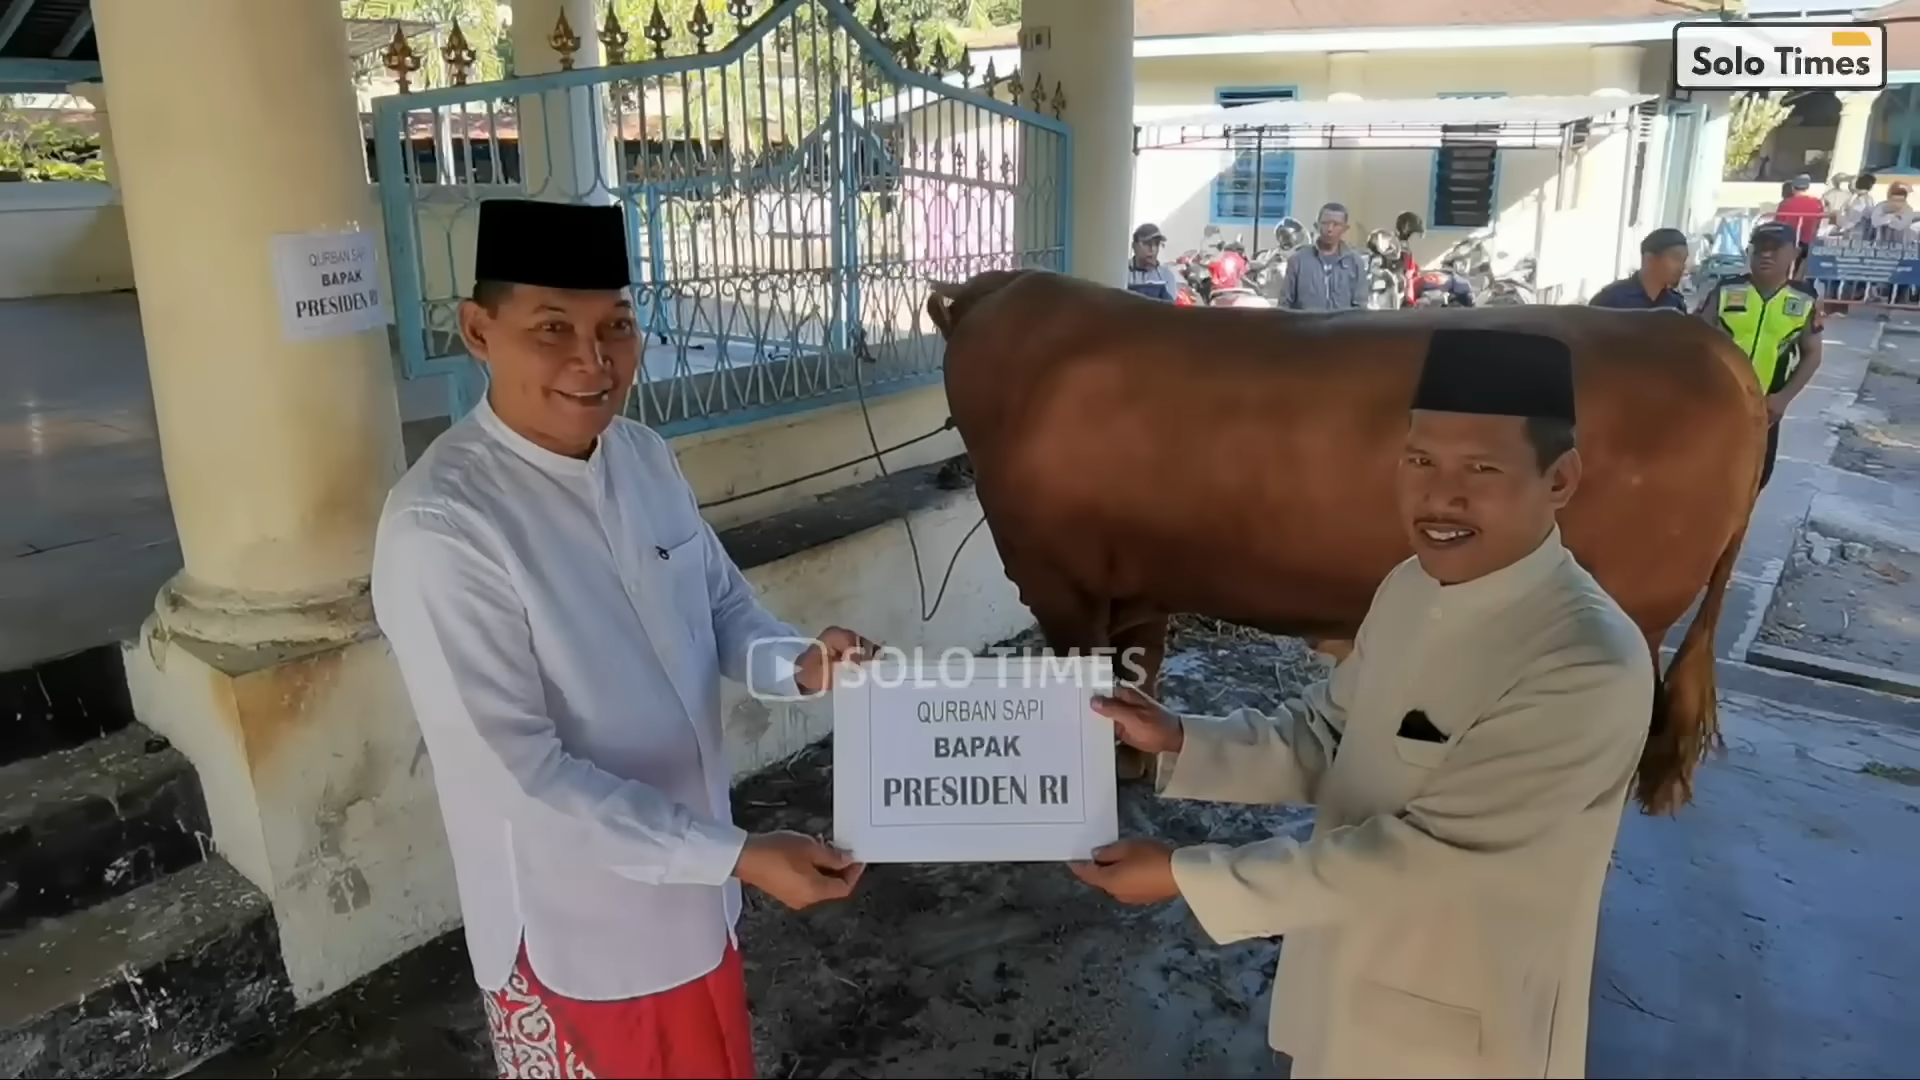 Solo Times
QURBAN SAPI
BAPAK
PRESIDEN RI
SOLO TIMES
QURBAN SAPI
BAPAK
PRESIDEN RI